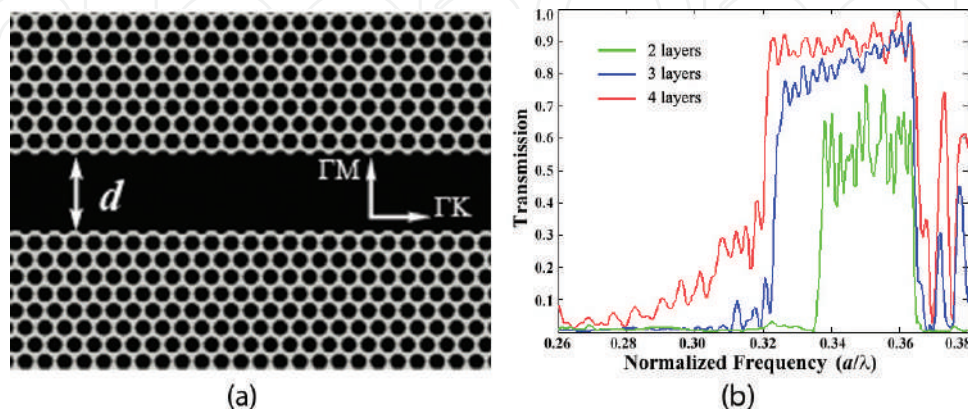 d
ΓM
ΓK
(a)
1.0
0.9
0.8
0.7
0.6
0.5
0.4
0.3
0.2
0.1
Transmission
2 layers
3 layers
4 layers
0.26 0.28 0.30 0.32 0.34 0.36 0.38
Normalized Frequency (a/λ)
(b)